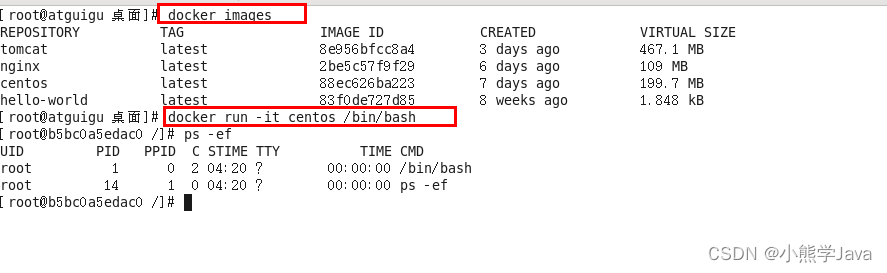 [root@atguigu 桌面]# docker images
REPOSITORY TAG IMAGE ID CREATED VIRTUAL SIZE
tomcat latest 8e956bfcc8a4 3 days ago 467.1 MB
nginx latest 2be5c57f9f29 6 days ago 109 MB
centos latest 88ec626ba223 7 days ago 199.7 MB
hello-world latest 83f0de727d85 8 weeks ago 1.848 kB
[root@atguigu 桌面]# docker run -it centos /bin/bash
[root@b5bc0a5edac0 /]# ps -ef
UID PID PPID C STIME TTY TIME CMD
root 1 0 2 04:20 ? 00:00:00 /bin/bash
root 14 1 0 04:20 ? 00:00:00 ps -ef
[root@b5bc0a5edac0 /]#
CSDN @小熊学Java